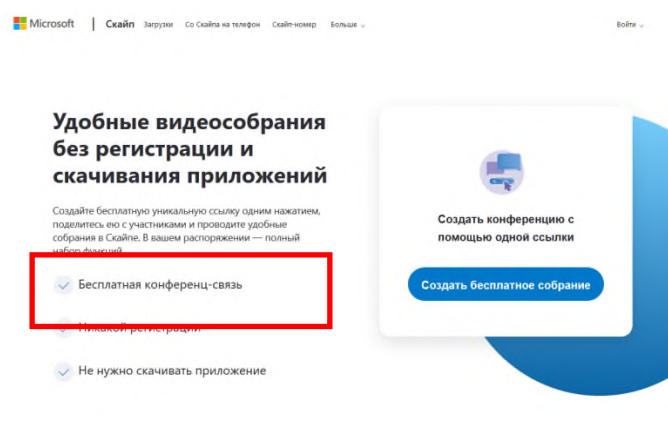 Microsoft | Скайп Загрузки Со Скайпа на телефон Скайп-номер Больше Войти
Удобные видеособрания
без регистрации и
скачивания приложений
Создайте бесплатную уникальную ссылку одним нажатием,
поделитесь ею с участниками и проводите удобные
собрания в Скайпе. В вашем распоряжении — полный
набор функций
Бесплатная конференц-связь
Никакой регистрации
Не нужно скачивать приложение
Создать конференцию с
помощью одной ссылки
Создать бесплатное собрание